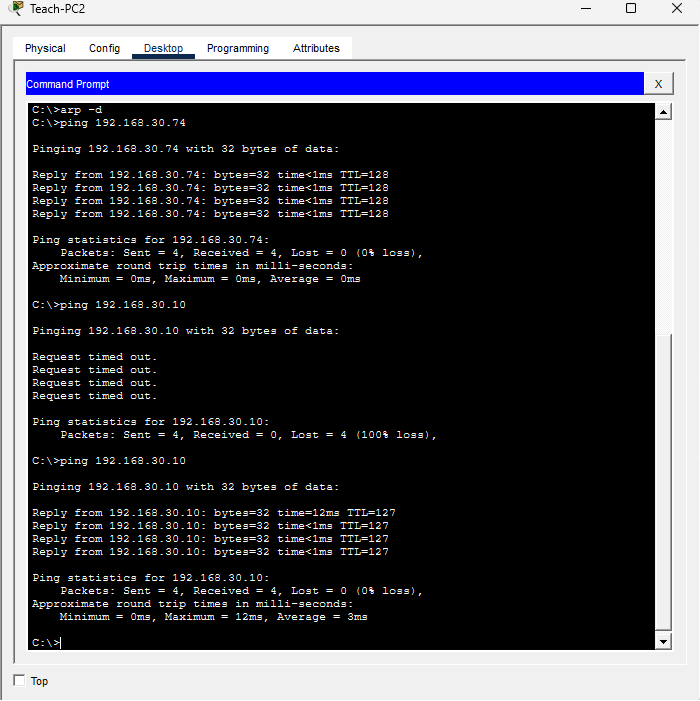 Teach-PC2
Physical Config Desktop Programming Attributes
Command Prompt X
C:\>arp -d
C:\>ping 192.168.30.74
Pinging 192.168.30.74 with 32 bytes of data:
Reply from 192.168.30.74: bytes=32 time<1ms TTL=128
Reply from 192.168.30.74: bytes=32 time<1ms TTL=128
Reply from 192.168.30.74: bytes=32 time<1ms TTL=128
Reply from 192.168.30.74: bytes=32 time<1ms TTL=128
Ping statistics for 192.168.30.74:
Packets: Sent = 4, Received = 4, Lost = 0 (0% loss),
Approximate round trip times in milli-seconds:
Minimum = 0ms, Maximum = 0ms, Average = 0ms
C:\>ping 192.168.30.10
Pinging 192.168.30.10 with 32 bytes of data:
Request timed out.
Request timed out.
Request timed out.
Request timed out.
Ping statistics for 192.168.30.10:
Packets: Sent = 4, Received = 0, Lost = 4 (100% loss),
C:\>ping 192.168.30.10
Pinging 192.168.30.10 with 32 bytes of data:
Reply from 192.168.30.10: bytes=32 time=12ms TTL=127
Reply from 192.168.30.10: bytes=32 time<1ms TTL=127
Reply from 192.168.30.10: bytes=32 time<1ms TTL=127
Reply from 192.168.30.10: bytes=32 time<1ms TTL=127
Ping statistics for 192.168.30.10:
Packets: Sent = 4, Received = 4, Lost = 0 (0% loss),
Approximate round trip times in milli-seconds:
Minimum = 0ms, Maximum = 12ms, Average = 3ms
C:\>
Top